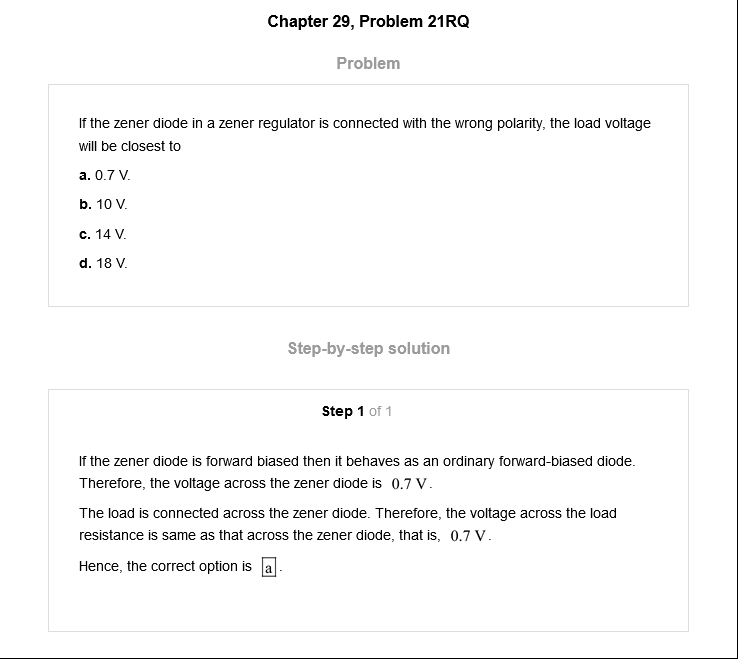 Chapter 29, Problem 21RQ
Problem
If the zener diode in a zener regulator is connected with the wrong polarity, the load voltage
will be closest to
a. 0.7 V.
b. 10 V.
c. 14 V.
d. 18 V.
Step-by-step solution
Step 1 of 1
If the zener diode is forward biased then it behaves as an ordinary forward-biased diode.
Therefore, the voltage across the zener diode is 0.7 V.
The load is connected across the zener diode. Therefore, the voltage across the load
resistance is same as that across the zener diode, that is, 0.7 V.
Hence, the correct option is a.